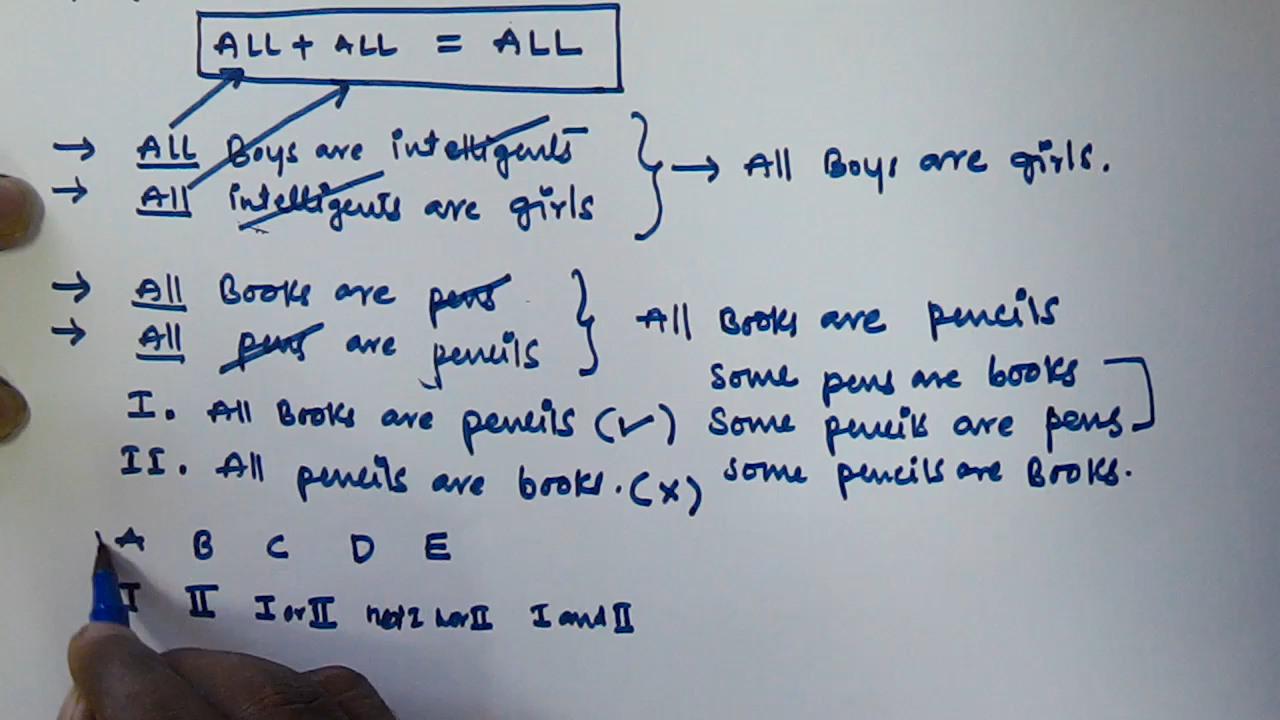 ALL + ALL = ALL
→ ALL Boys are intelligents
→ All intelligents are girls
→ All Boys are girls.
→ All Books are pens
→ All pens are pencils
All Books are pencils
Some pens are books
I. All Books are pencils (✓) Some pencils are pens
II. All pencils are books. (x) Some pencils are Books.
A B C D E
I II I or II not I nor II I and II